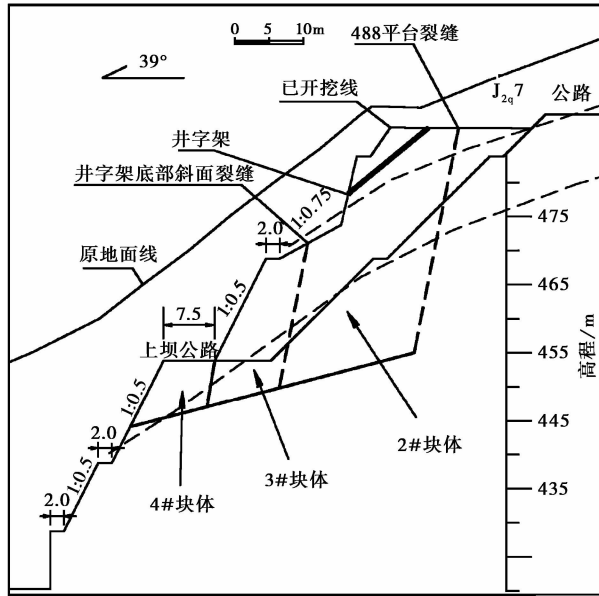 488平台裂缝
0 5 10m
39°
已开挖线
J2q7
公路
井字架
井字架底部斜面裂缝
1:0.75
2.0
475
原地面线
465
1:0.5
7.5
高程/m
上坝公路
455
1:0.5
445
2.0
2#块体
3#块体
1:0.5
4#块体
435
2.0